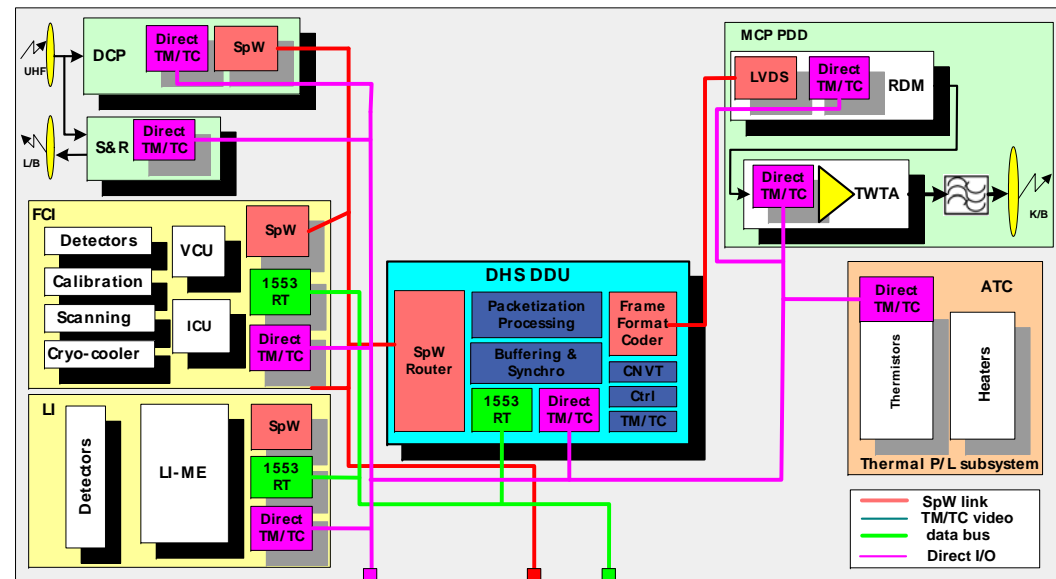 UHF
L/B
DCP
Direct
TM/TC
SpW
S&R
Direct
TM/TC
FCI
Detectors
Calibration
Scanning
Cryo-cooler
VCU
ICU
SpW
1553
RT
Direct
TM/TC
LI
Detectors
LI-ME
SpW
1553
RT
Direct
TM/TC
DHS DDU
SpW
Router
Packetization
Processing
Buffering &
Synchro
1553
RT
Direct
TM/TC
Frame
Format
Coder
CNVT
Ctrl
TM/TC
MCP PDD
LVDS
Direct
TM/TC
RDM
Direct
TM/TC
TWTA
K/B
ATC
Direct
TM/TC
Thermistors
Heaters
Thermal P/L subsystem
SpW link
TM/TC video
data bus
Direct I/O